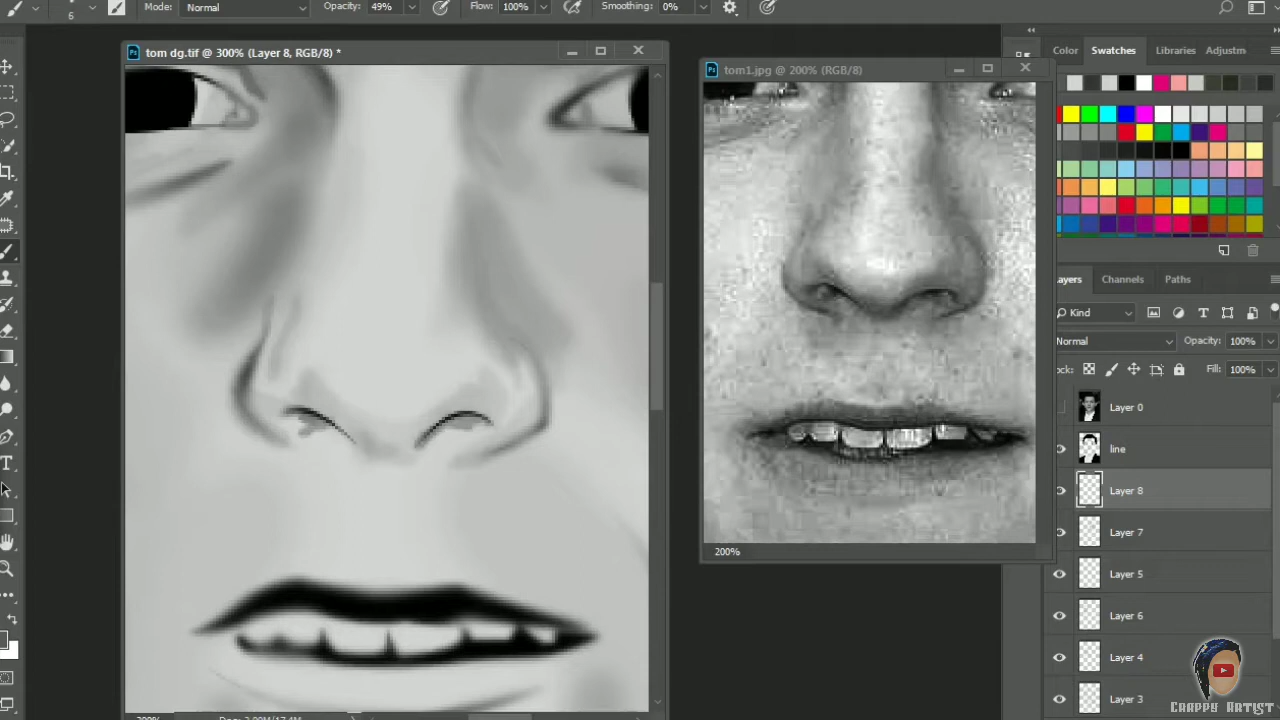 6
Mode:
Normal
Opacity:
49%
Flow:
100%
Smoothing:
0%
tom dg.tif @ 300% (Layer 8, RGB/8) *
tom1.jpg @ 200% (RGB/8)
200%
Color
Swatches
Libraries
Adjustm
Layers
Channels
Paths
Kind
Normal
Opacity:
100%
Fill:
100%
Layer 0
line
Layer 8
Layer 7
Layer 5
Layer 6
Layer 4
Layer 3
Crappy Artist